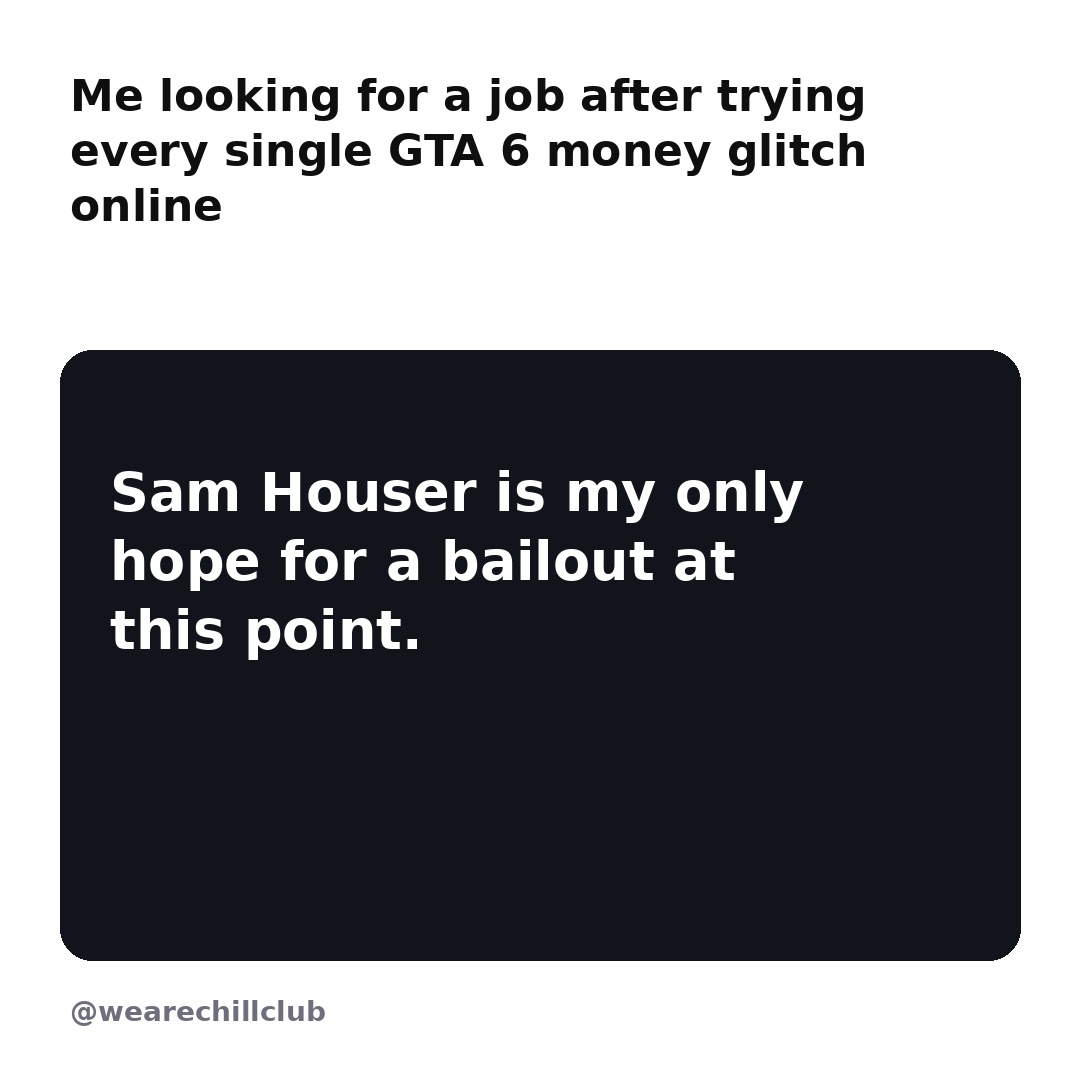 Me looking for a job after trying
every single GTA 6 money glitch
online
Sam Houser is my only
hope for a bailout at
this point.
@wearechillclub